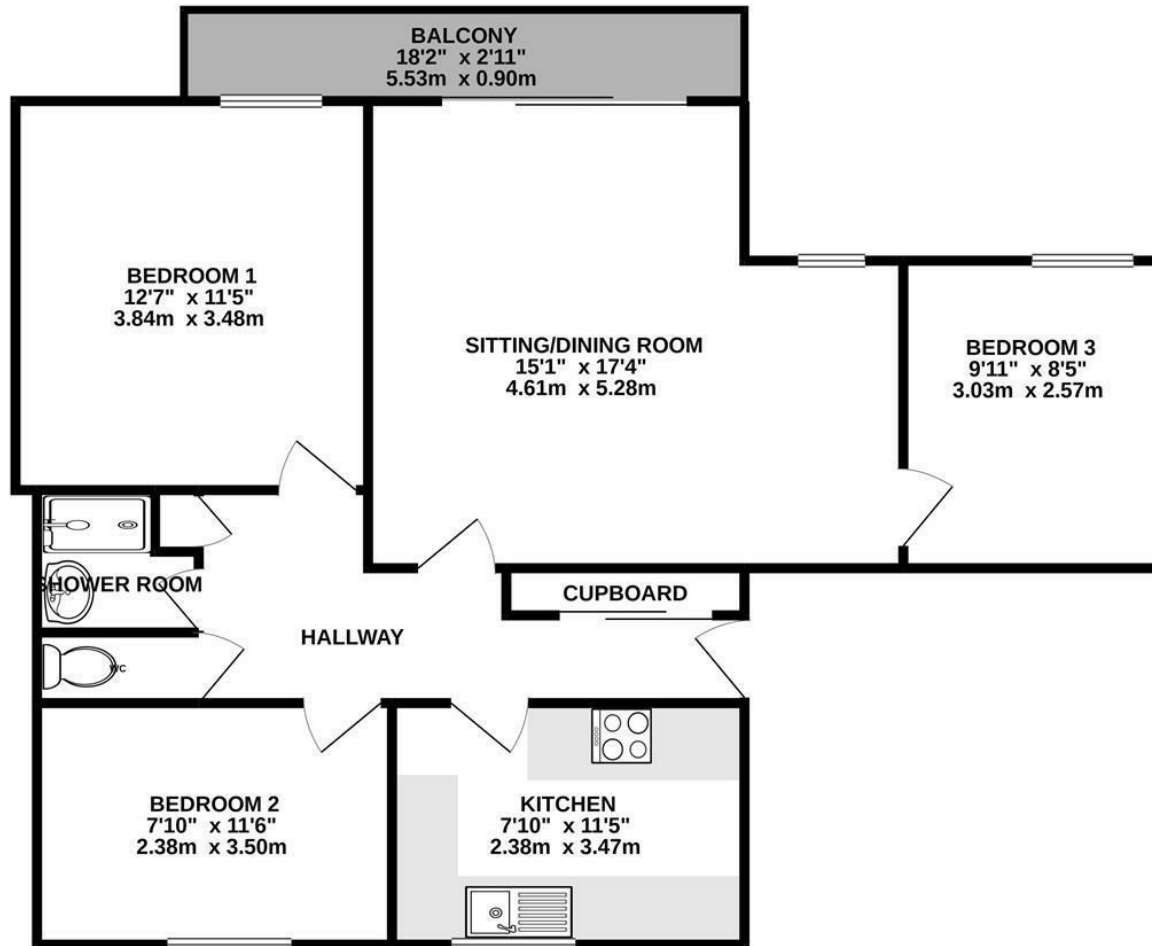 BALCONY
18'2" x 2'11"
5.53m x 0.90m
BEDROOM 1
12'7" x 11'5"
3.84m x 3.48m
SITTING/DINING ROOM
15'1" x 17'4"
4.61m x 5.28m
BEDROOM 3
9'11" x 8'5"
3.03m x 2.57m
SHOWER ROOM
CUPBOARD
HALLWAY
WC
BEDROOM 2
7'10" x 11'6"
2.38m x 3.50m
KITCHEN
7'10" x 11'5"
2.38m x 3.47m